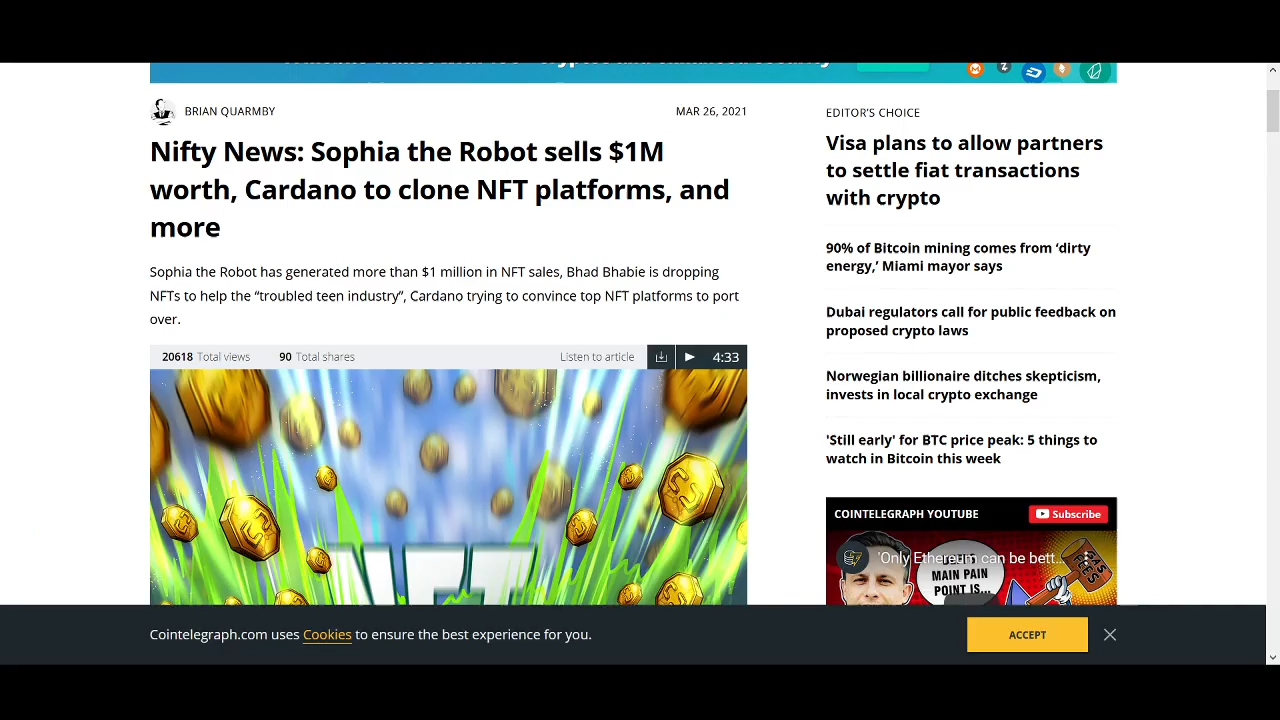 BRIAN QUARMBY
MAR 26, 2021
Nifty News: Sophia the Robot sells $1M
worth, Cardano to clone NFT platforms, and
more
Sophia the Robot has generated more than $1 million in NFT sales, Bhad Bhabie is dropping
NFTs to help the “troubled teen industry”, Cardano trying to convince top NFT platforms to port
over.
20618 Total views 90 Total shares Listen to article 4:33
EDITOR’S CHOICE
Visa plans to allow partners
to settle fiat transactions
with crypto
90% of Bitcoin mining comes from ‘dirty
energy,’ Miami mayor says
Dubai regulators call for public feedback on
proposed crypto laws
Norwegian billionaire ditches skepticism,
invests in local crypto exchange
'Still early' for BTC price peak: 5 things to
watch in Bitcoin this week
COINTELEGRAPH YOUTUBE Subscribe
'Only Ethereum can be bett...
MAIN PAIN
POINT IS...
Cointelegraph.com uses Cookies to ensure the best experience for you.
ACCEPT